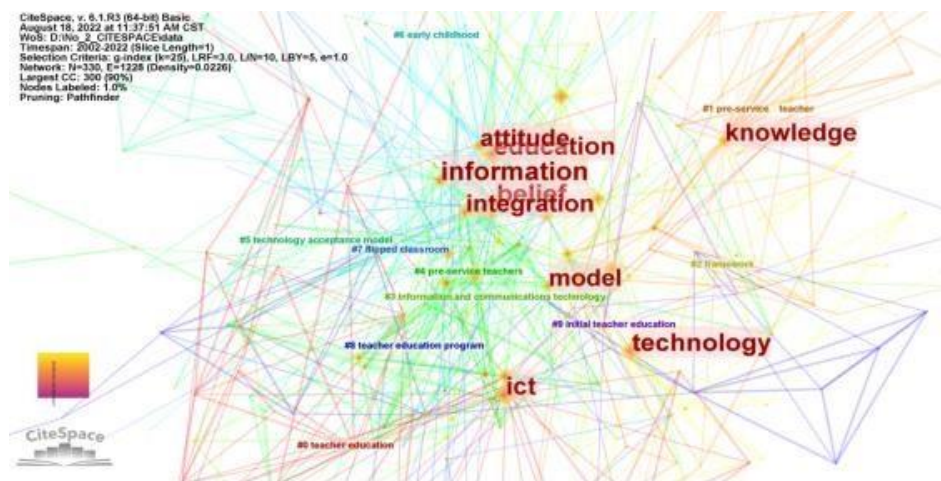 CiteSpace, v. 6.1.R3 (64-bit) Basic
August 18, 2022 at 11:37:51 AM CST
WoS: D:\No_2_CITESPACE\data
Timespan: 2002-2022 (Slice Length=1)
Selection Criteria: g-index (k=25), LRF=3.0, L/N=10, LBY=5, e=1.0
Network: N=330, E=1228 (Density=0.0226)
Largest CC: 300 (90%)
Nodes Labeled: 1.0%
Pruning: Pathfinder
#6 early childhood
#1 pre-service teacher
knowledge
attitude
education
information
belief
integration
#5 technology acceptance model
#7 flipped classroom
#4 pre-service teachers
#2 framework
model
#3 information and communications technology
#9 initial teacher education
technology
#8 teacher education program
ict
#0 teacher education
CiteSpace